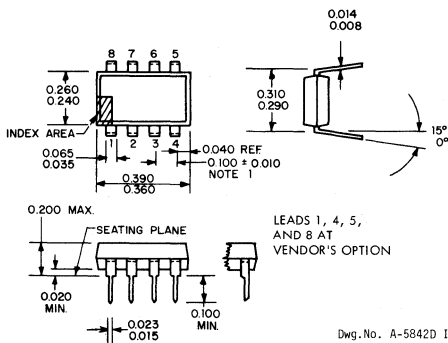 8 7 6 5
0.014
0.008
0.260
0.240
0.310
0.290
INDEX AREA
1 2 3 4
15°
0°
0.065
0.035
0.040 REF.
0.100 ± 0.010
NOTE 1
0.390
0.360
0.200 MAX.
SEATING PLANE
LEADS 1, 4, 5,
AND 8 AT
VENDOR'S OPTION
0.020
MIN.
0.100
MIN.
0.023
0.015
Dwg.No. A-5842D I